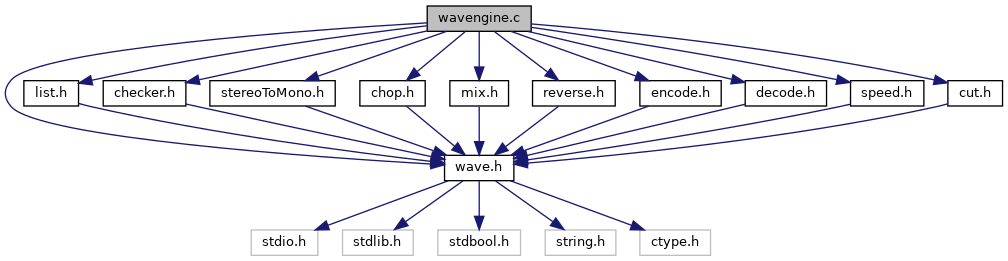 wavengine.c
list.h
checker.h
stereoToMono.h
chop.h
mix.h
reverse.h
encode.h
decode.h
speed.h
cut.h
wave.h
stdio.h
stdlib.h
stdbool.h
string.h
ctype.h